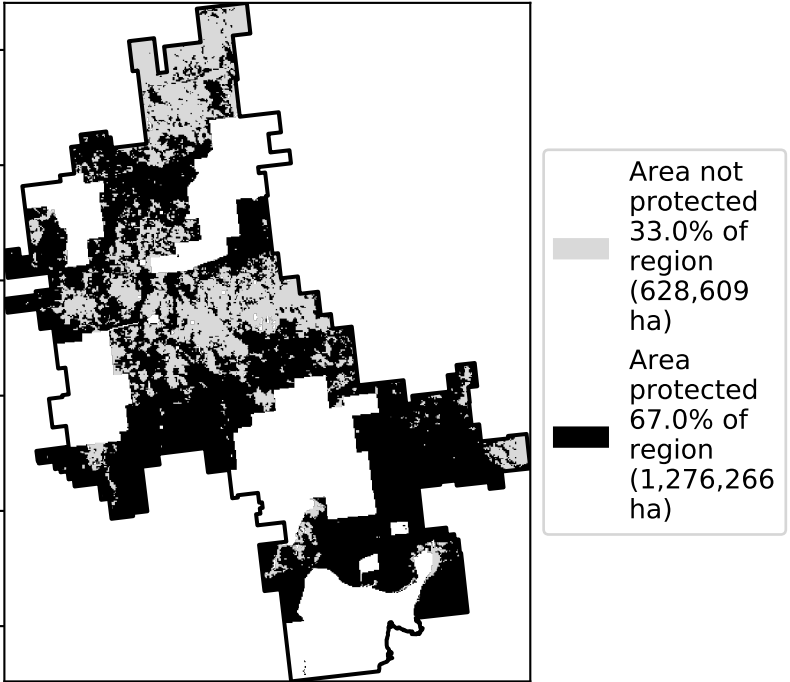 Area not
protected
33.0% of
region
(628,609
ha)
Area
protected
67.0% of
region
(1,276,266
ha)